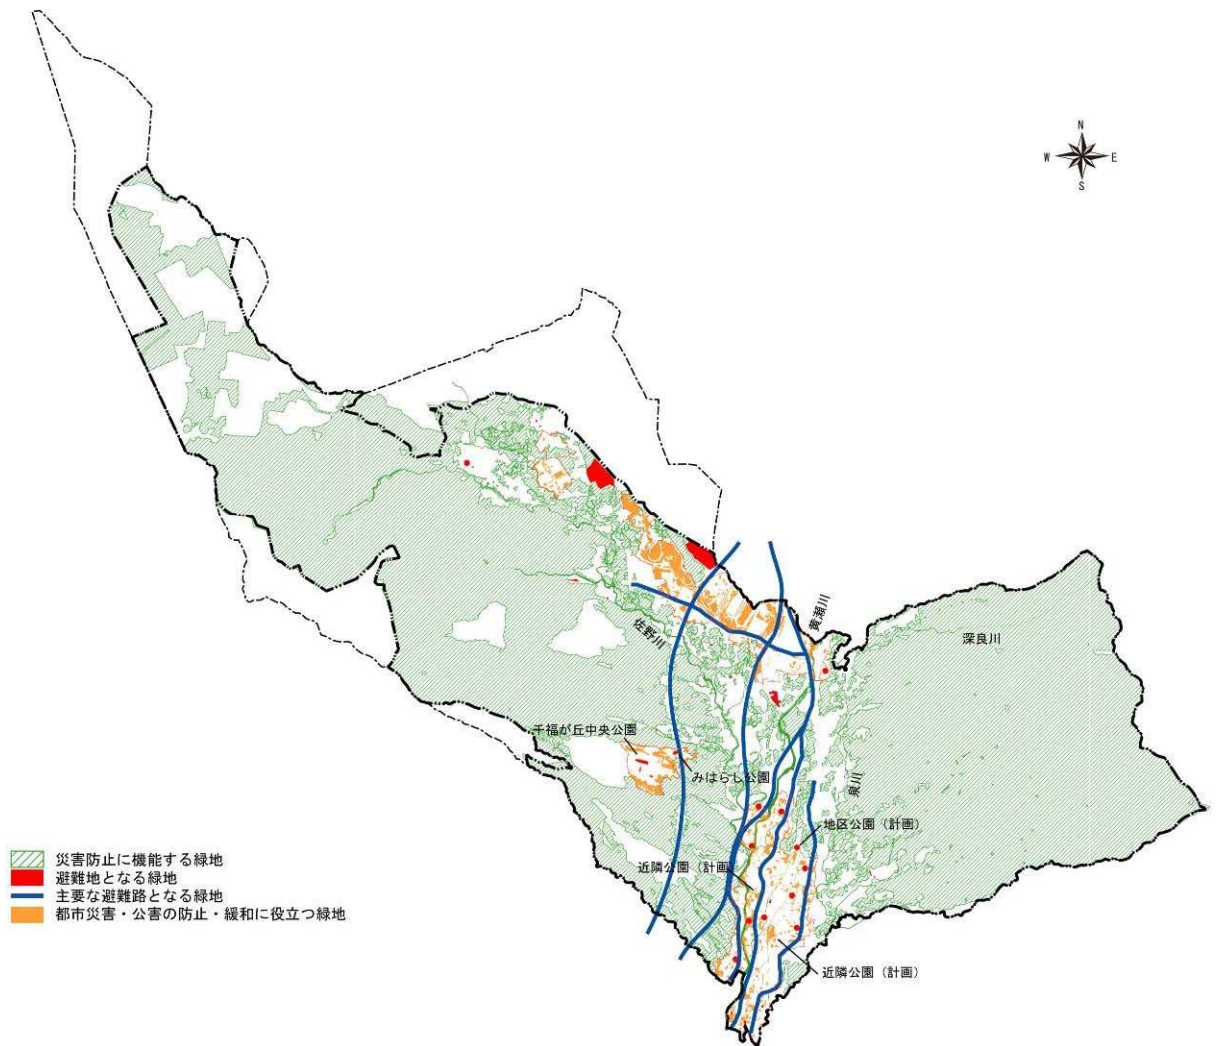 N
W
E
S
黄瀬川
佐野川
深良川
千福が丘中央公園
みはらし公園
泉川
地区公園（計画）
近隣公園（計画）
近隣公園（計画）
災害防止に機能する緑地
避難地となる緑地
主要な避難路となる緑地
都市災害・公害の防止・緩和に役立つ緑地